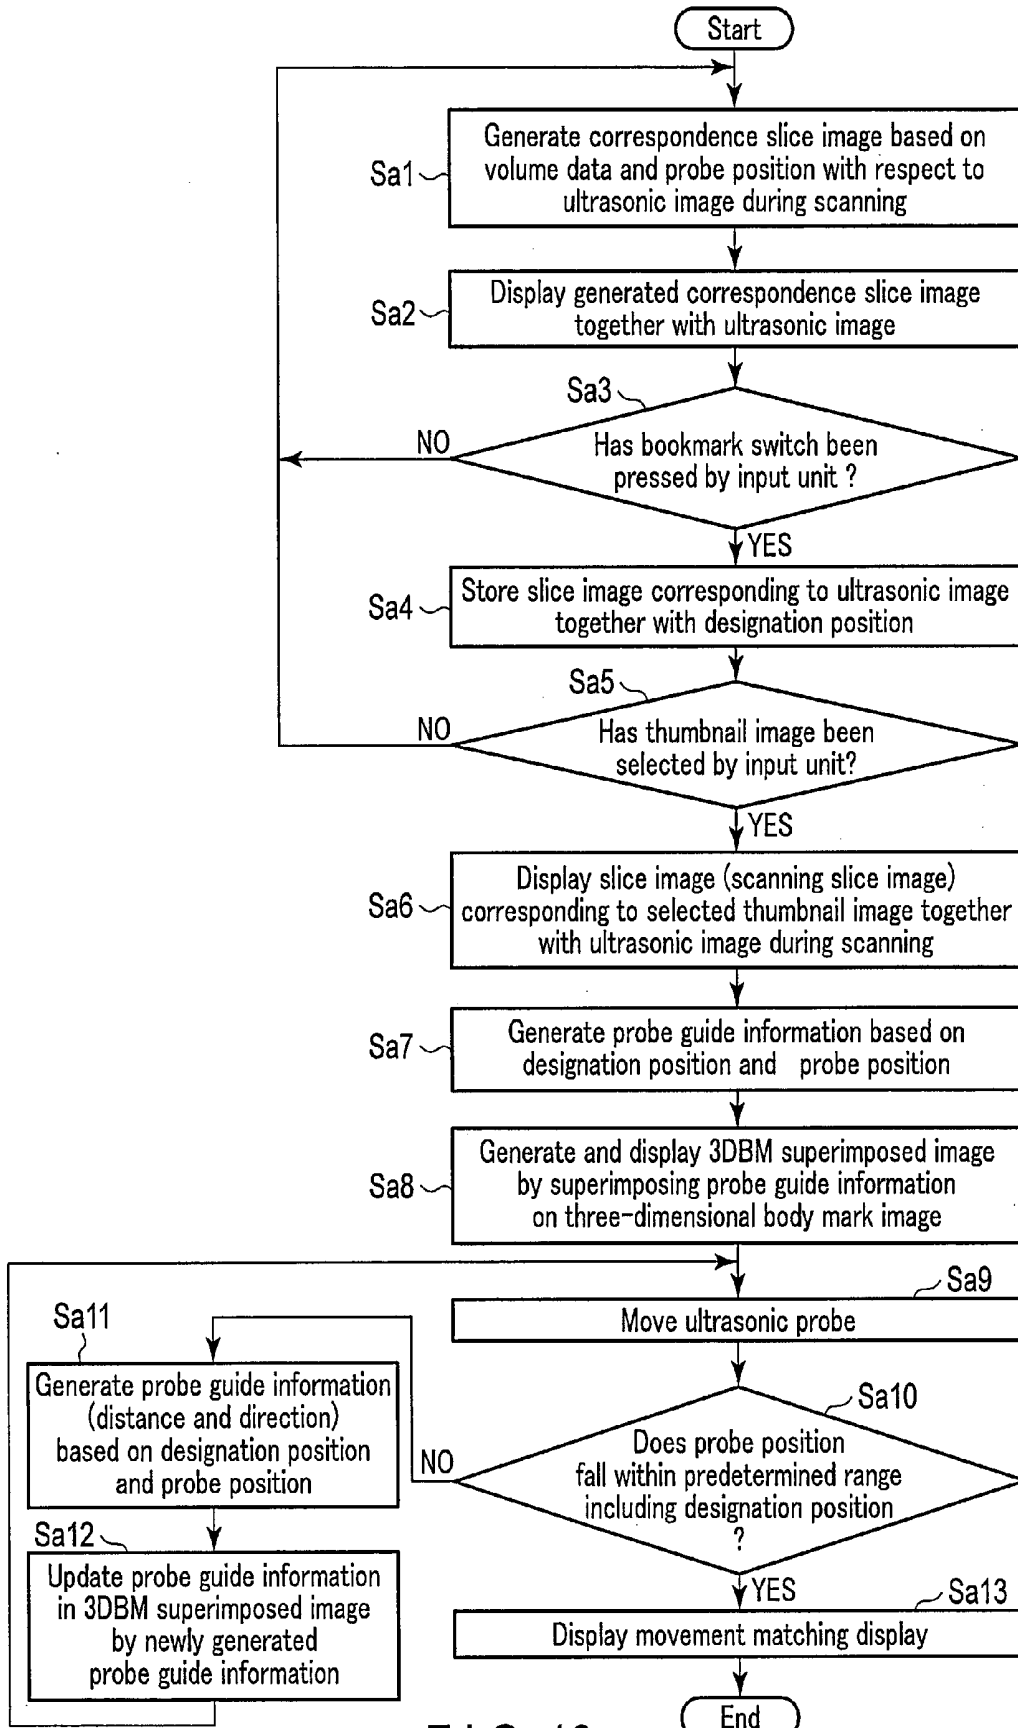 Start
Sa1
Generate correspondence slice image based on
volume data and probe position with respect to
ultrasonic image during scanning
Sa2
Display generated correspondence slice image
together with ultrasonic image
Sa3
NO
Has bookmark switch been
pressed by input unit ?
YES
Sa4
Store slice image corresponding to ultrasonic image
together with designation position
Sa5
NO
Has thumbnail image been
selected by input unit?
YES
Sa6
Display slice image (scanning slice image)
corresponding to selected thumbnail image together
with ultrasonic image during scanning
Sa7
Generate probe guide information based on
designation position and probe position
Sa8
Generate and display 3DBM superimposed image
by superimposing probe guide information
on three-dimensional body mark image
Sa9
Move ultrasonic probe
Sa10
Does probe position
fall within predetermined range
including designation position
?
NO
Sa11
Generate probe guide information
(distance and direction)
based on designation position
and probe position
Sa12
Update probe guide information
in 3DBM superimposed image
by newly generated
probe guide information
YES
Sa13
Display movement matching display
End